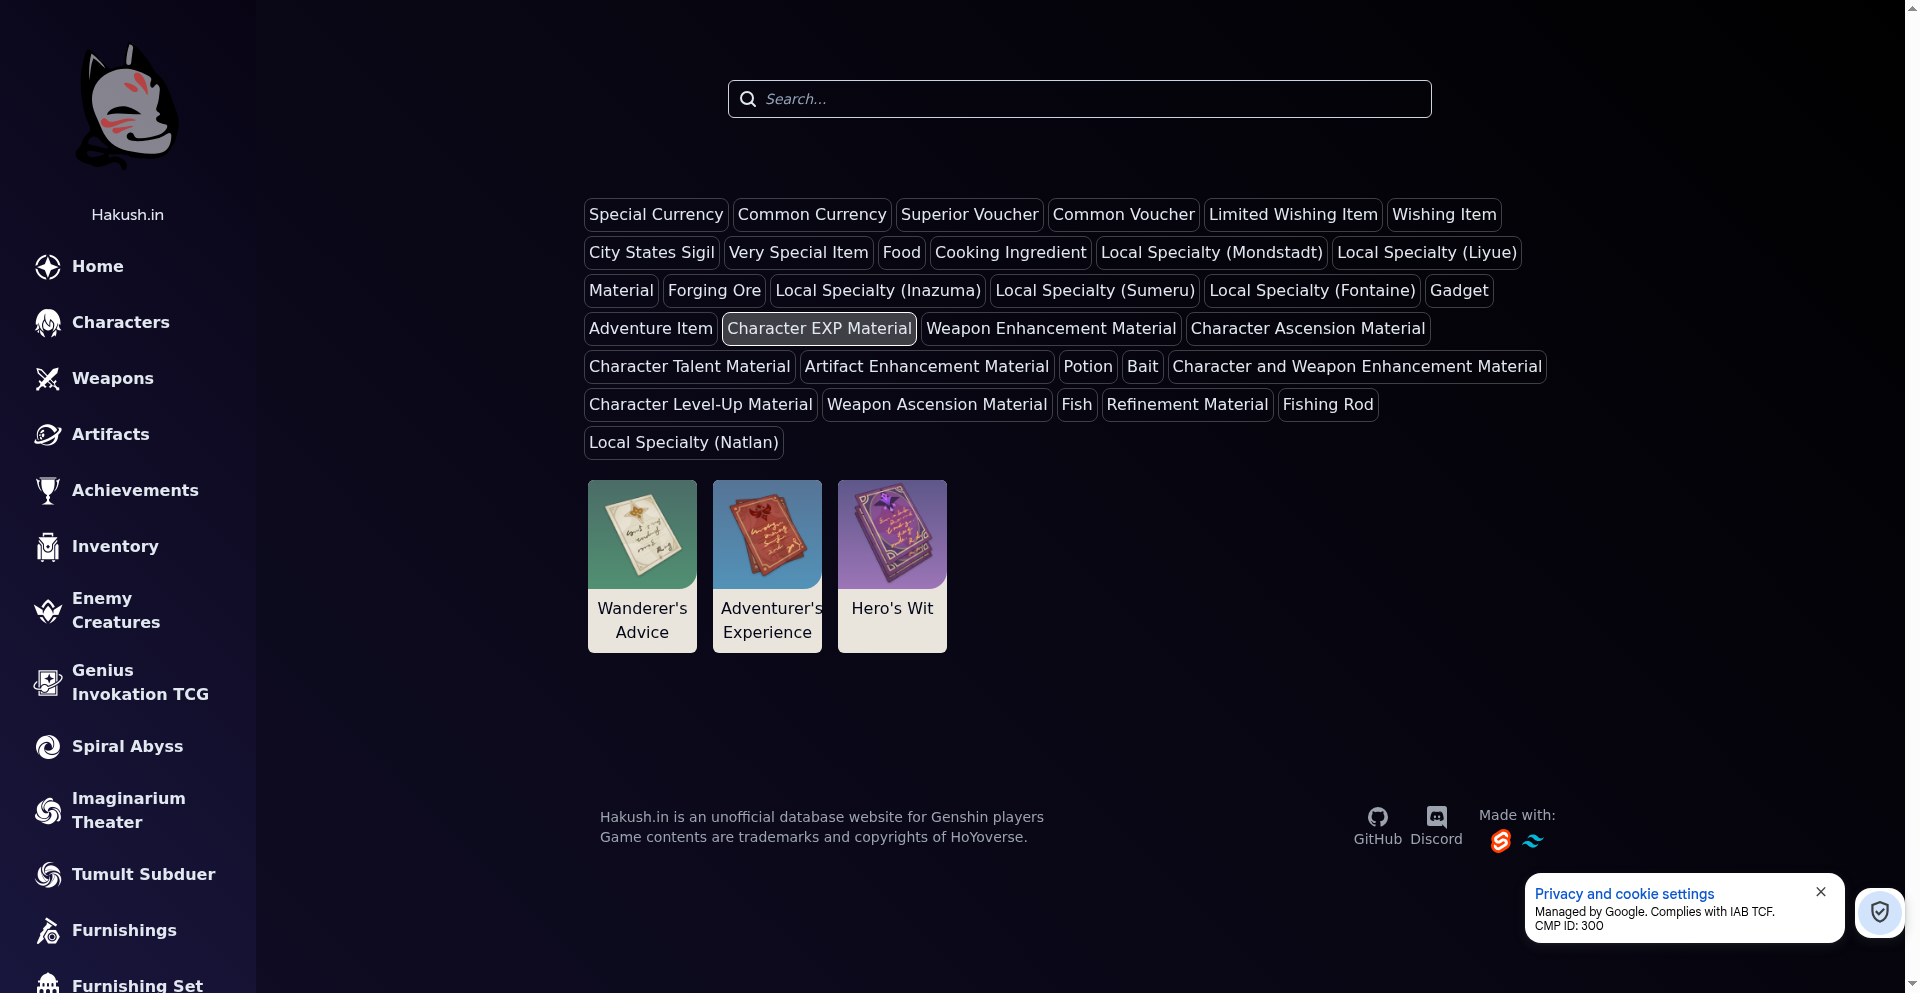 Hakush.in
Home
Characters
Weapons
Artifacts
Achievements
Inventory
Enemy
Creatures
Genius
Invokation TCG
Spiral Abyss
Imaginarium
Theater
Tumult Subduer
Furnishings
Furnishing Set
Search...
Special Currency Common Currency Superior Voucher Common Voucher Limited Wishing Item Wishing Item
City States Sigil Very Special Item Food Cooking Ingredient Local Specialty (Mondstadt) Local Specialty (Liyue)
Material Forging Ore Local Specialty (Inazuma) Local Specialty (Sumeru) Local Specialty (Fontaine) Gadget
Adventure Item Character EXP Material Weapon Enhancement Material Character Ascension Material
Character Talent Material Artifact Enhancement Material Potion Bait Character and Weapon Enhancement Material
Character Level-Up Material Weapon Ascension Material Fish Refinement Material Fishing Rod
Local Specialty (Natlan)
Wanderer's
Advice
Adventurer's
Experience
Hero's Wit
Hakush.in is an unofficial database website for Genshin players
Game contents are trademarks and copyrights of HoYoverse.
GitHub
Discord
Made with:
Privacy and cookie settings
Managed by Google. Complies with IAB TCF.
CMP ID: 300